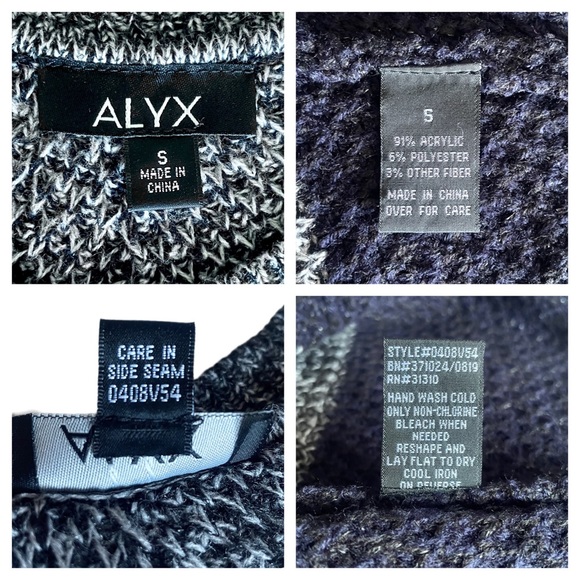 ALYX
S
MADE IN
CHINA
S
91% ACRYLIC
6% POLYESTER
3% OTHER FIBER
MADE IN CHINA
OVER FOR CARE
CARE IN
SIDE SEAM
0408V54
STYLE#0408V54
BN#371024/0819
RN#31310
HAND WASH COLD
ONLY NON-CHLORINE
BLEACH WHEN
NEEDED
RESHAPE AND
LAY FLAT TO DRY
COOL IRON
ON REVERSE